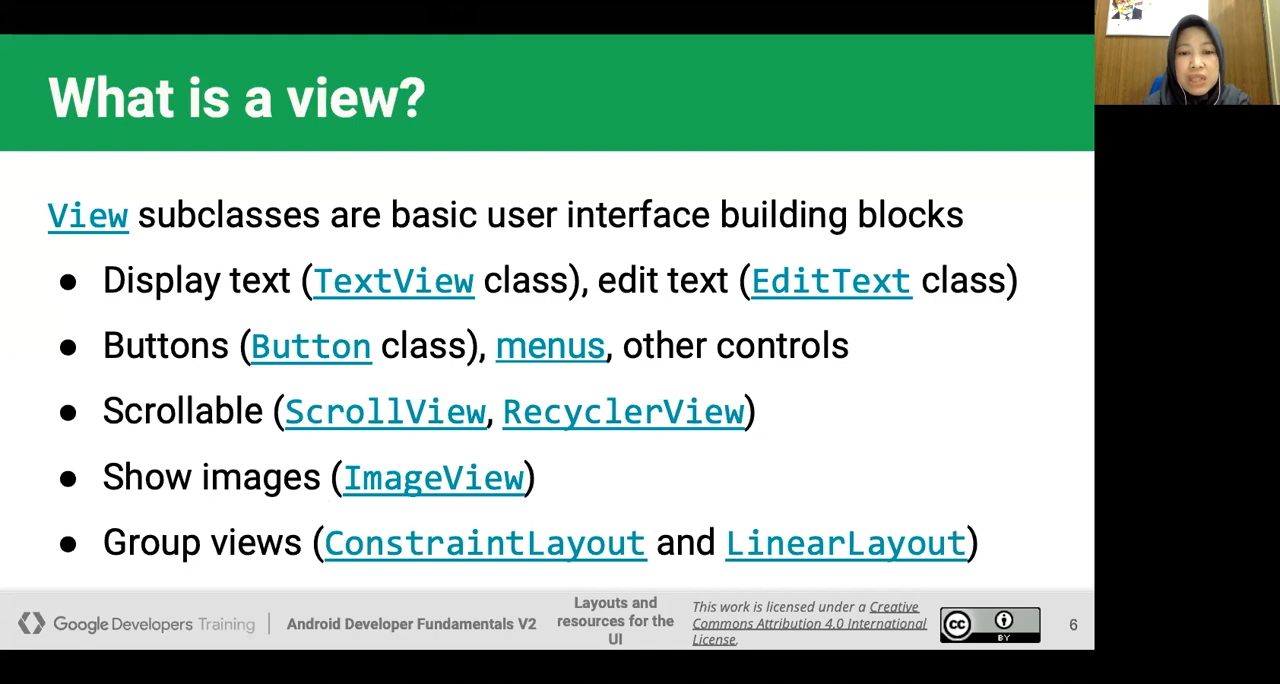 What is a view?
View subclasses are basic user interface building blocks
● Display text (TextView class), edit text (EditText class)
● Buttons (Button class), menus, other controls
● Scrollable (ScrollView, RecyclerView)
● Show images (ImageView)
● Group views (ConstraintLayout and LinearLayout)
Google Developers Training
Android Developer Fundamentals V2
Layouts and
resources for the
UI
This work is licensed under a Creative
Commons Attribution 4.0 International
License.
cc
BY
6